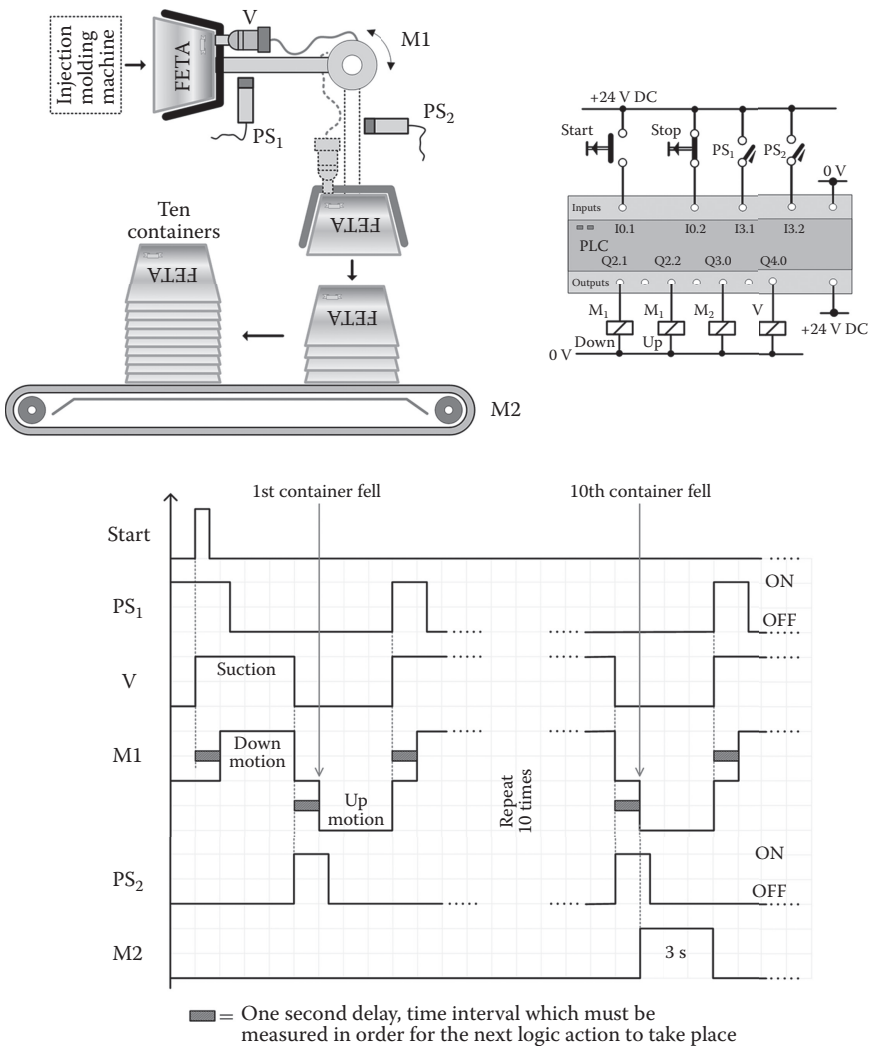 V
M1
Injection
molding
machine
FETA
PS1
PS2
FETA
Ten
containers
FETA
FETA
M2
+24 V DC
Start
Stop
PS1
PS2
0 V
Inputs
I0.1
I0.2
I3.1
I3.2
PLC
Q2.1
Q2.2
Q3.0
Q4.0
Outputs
M1
M1
M2
V
Down
Up
+24 V DC
0 V
1st container fell
10th container fell
Start
PS1
ON
OFF
V
Suction
M1
Down
motion
Up
motion
Repeat
10 times
PS2
ON
OFF
M2
3 s
= One second delay, time interval which must be
measured in order for the next logic action to take place